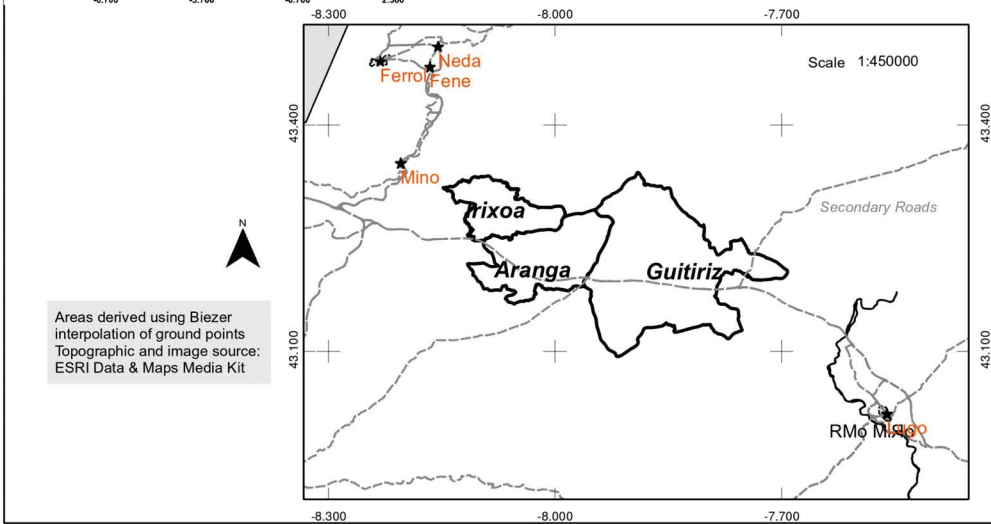 -8.300 -8.000 -7.700
Neda
Ferrol
Fene
Scale 1:450000
43.400
43.400
Mino
Irixoa
Secondary Roads
N
Aranga
Guitiriz
Areas derived using Biezer
interpolation of ground points
Topographic and image source:
ESRI Data & Maps Media Kit
43.100
43.100
Lugo
-8.300 -8.000 -7.700